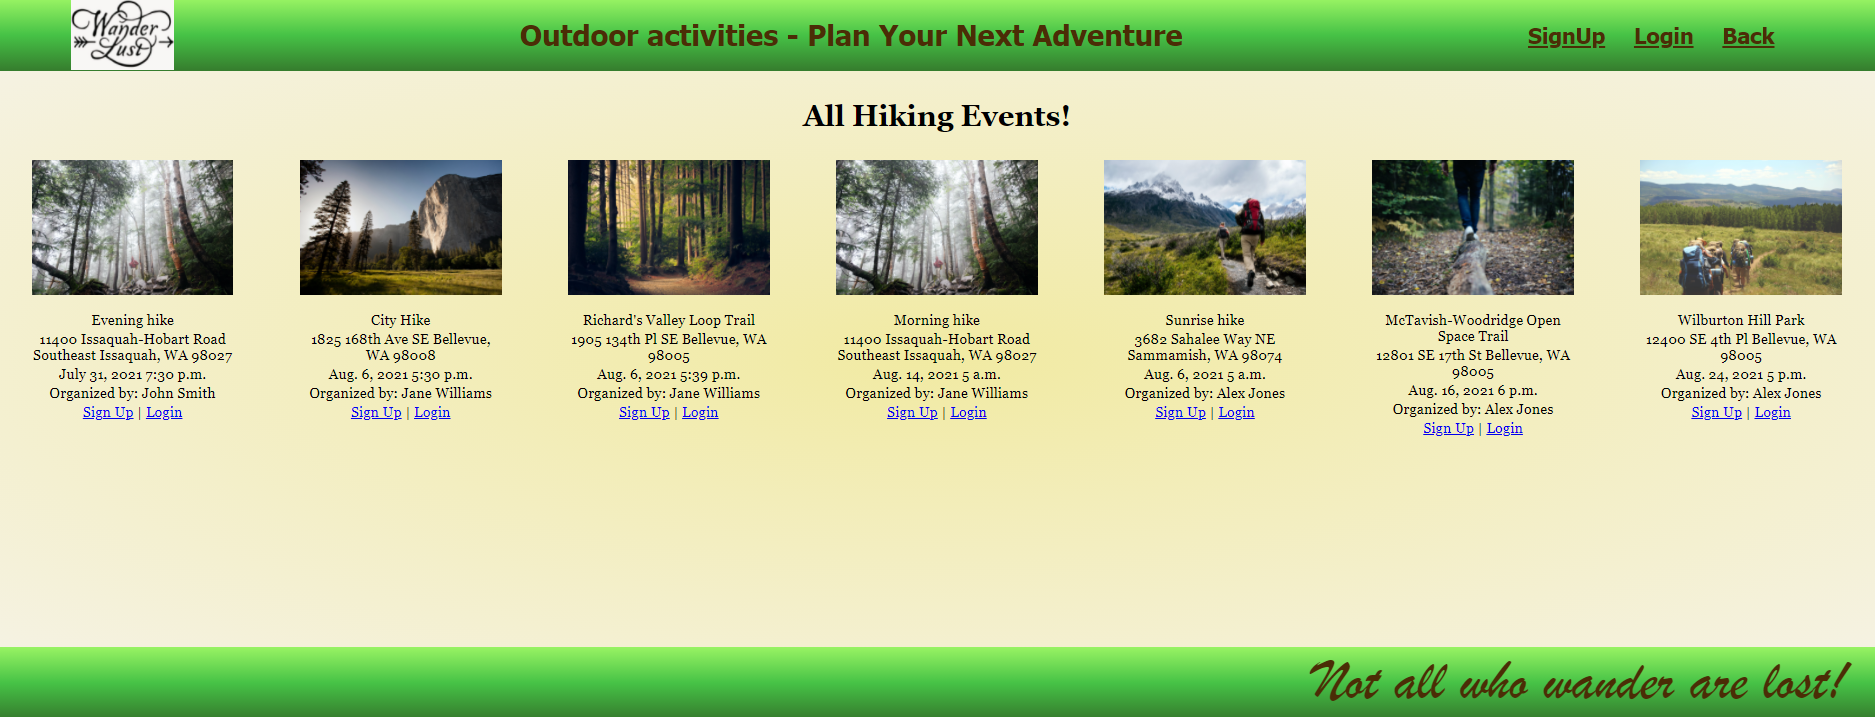 Wander
Lust
Outdoor activities - Plan Your Next Adventure
SignUp Login Back
All Hiking Events!
Evening hike
11400 Issaquah-Hobart Road
Southeast Issaquah, WA 98027
July 31, 2021 7:30 p.m.
Organized by: John Smith
Sign Up | Login
City Hike
1825 168th Ave SE Bellevue,
WA 98008
Aug. 6, 2021 5:30 p.m.
Organized by: Jane Williams
Sign Up | Login
Richard's Valley Loop Trail
1905 134th Pl SE Bellevue, WA
98005
Aug. 6, 2021 5:39 p.m.
Organized by: Jane Williams
Sign Up | Login
Morning hike
11400 Issaquah-Hobart Road
Southeast Issaquah, WA 98027
Aug. 14, 2021 5 a.m.
Organized by: Jane Williams
Sign Up | Login
Sunrise hike
3682 Sahalee Way NE
Sammamish, WA 98074
Aug. 6, 2021 5 a.m.
Organized by: Alex Jones
Sign Up | Login
McTavish-Woodridge Open
Space Trail
12801 SE 17th St Bellevue, WA
98005
Aug. 16, 2021 6 p.m.
Organized by: Alex Jones
Sign Up | Login
Wilburton Hill Park
12400 SE 4th Pl Bellevue, WA
98005
Aug. 24, 2021 5 p.m.
Organized by: Alex Jones
Sign Up | Login
Not all who wander are lost!